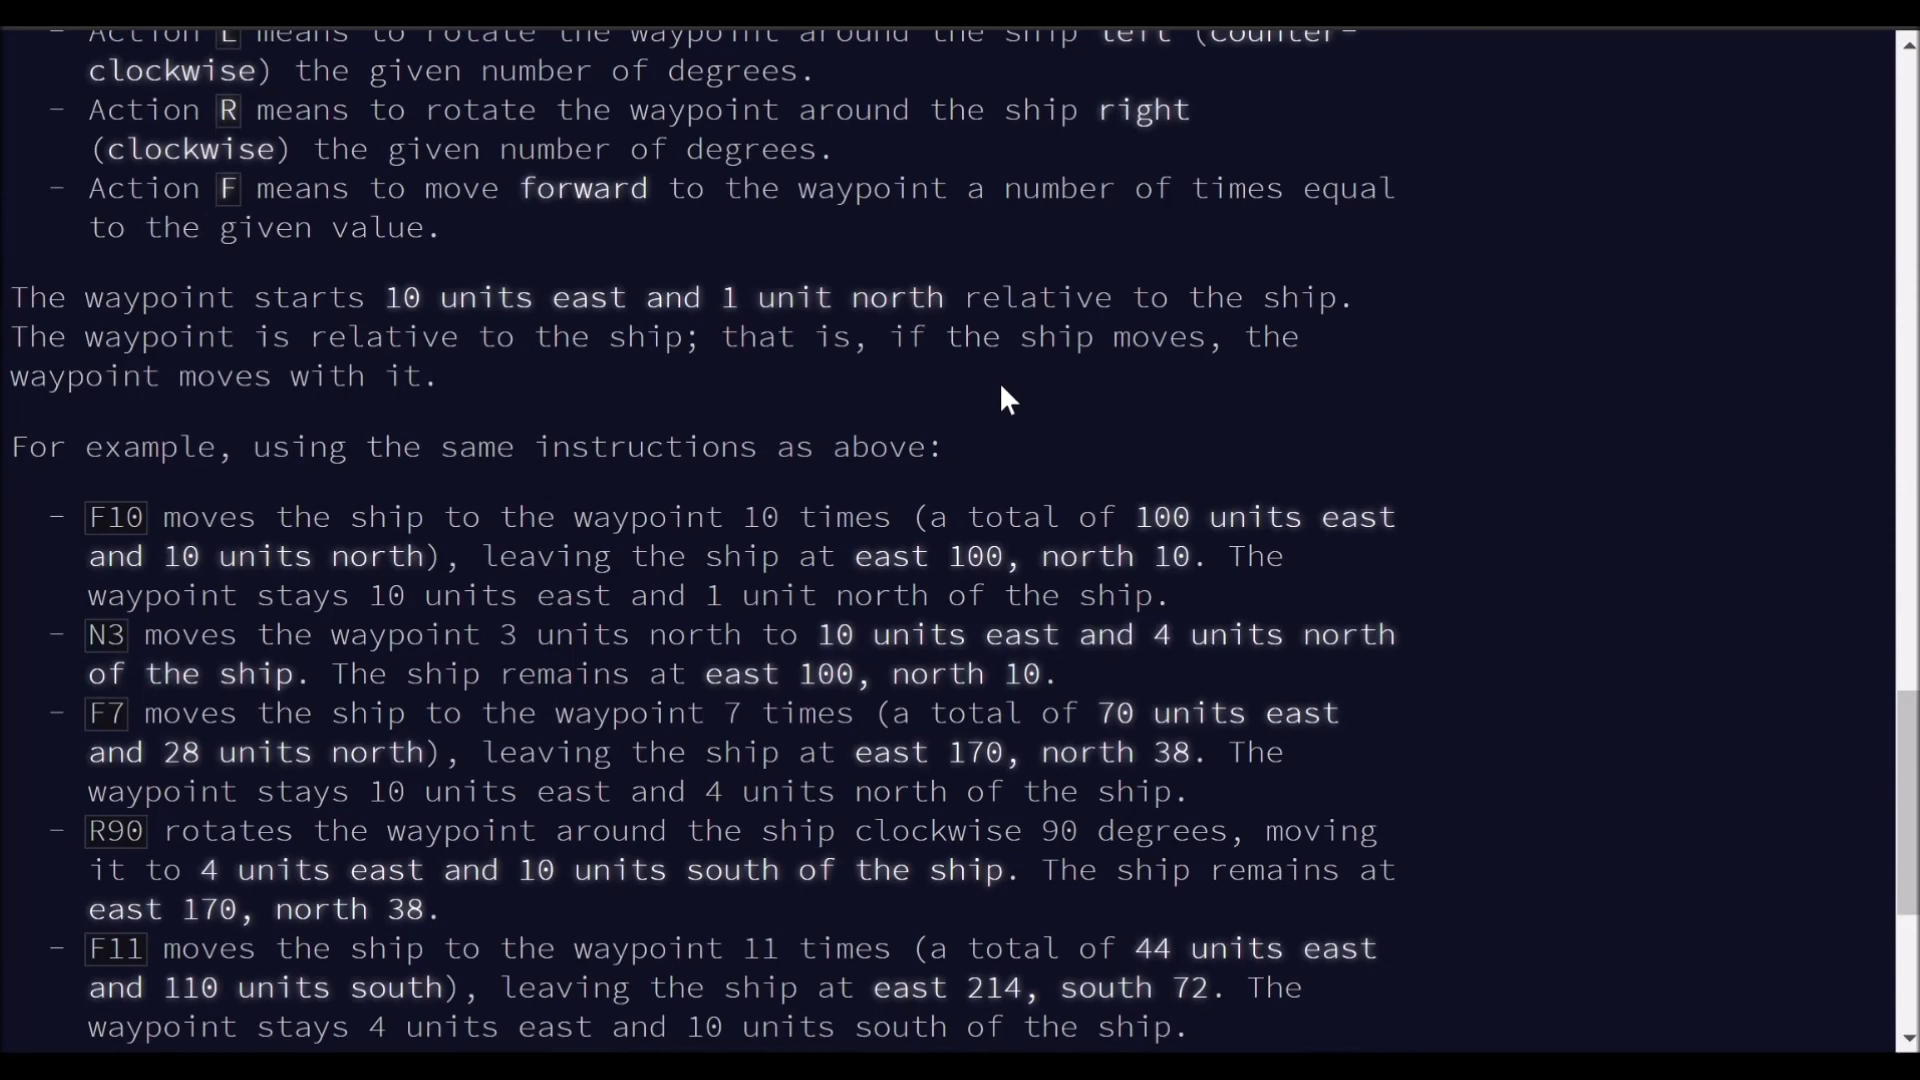 - Action L means to rotate the waypoint around the ship left (counter-
clockwise) the given number of degrees.
- Action R means to rotate the waypoint around the ship right
(clockwise) the given number of degrees.
- Action F means to move forward to the waypoint a number of times equal
to the given value.
The waypoint starts 10 units east and 1 unit north relative to the ship.
The waypoint is relative to the ship; that is, if the ship moves, the
waypoint moves with it.
For example, using the same instructions as above:
- F10 moves the ship to the waypoint 10 times (a total of 100 units east
and 10 units north), leaving the ship at east 100, north 10. The
waypoint stays 10 units east and 1 unit north of the ship.
- N3 moves the waypoint 3 units north to 10 units east and 4 units north
of the ship. The ship remains at east 100, north 10.
- F7 moves the ship to the waypoint 7 times (a total of 70 units east
and 28 units north), leaving the ship at east 170, north 38. The
waypoint stays 10 units east and 4 units north of the ship.
- R90 rotates the waypoint around the ship clockwise 90 degrees, moving
it to 4 units east and 10 units south of the ship. The ship remains at
east 170, north 38.
- F11 moves the ship to the waypoint 11 times (a total of 44 units east
and 110 units south), leaving the ship at east 214, south 72. The
waypoint stays 4 units east and 10 units south of the ship.